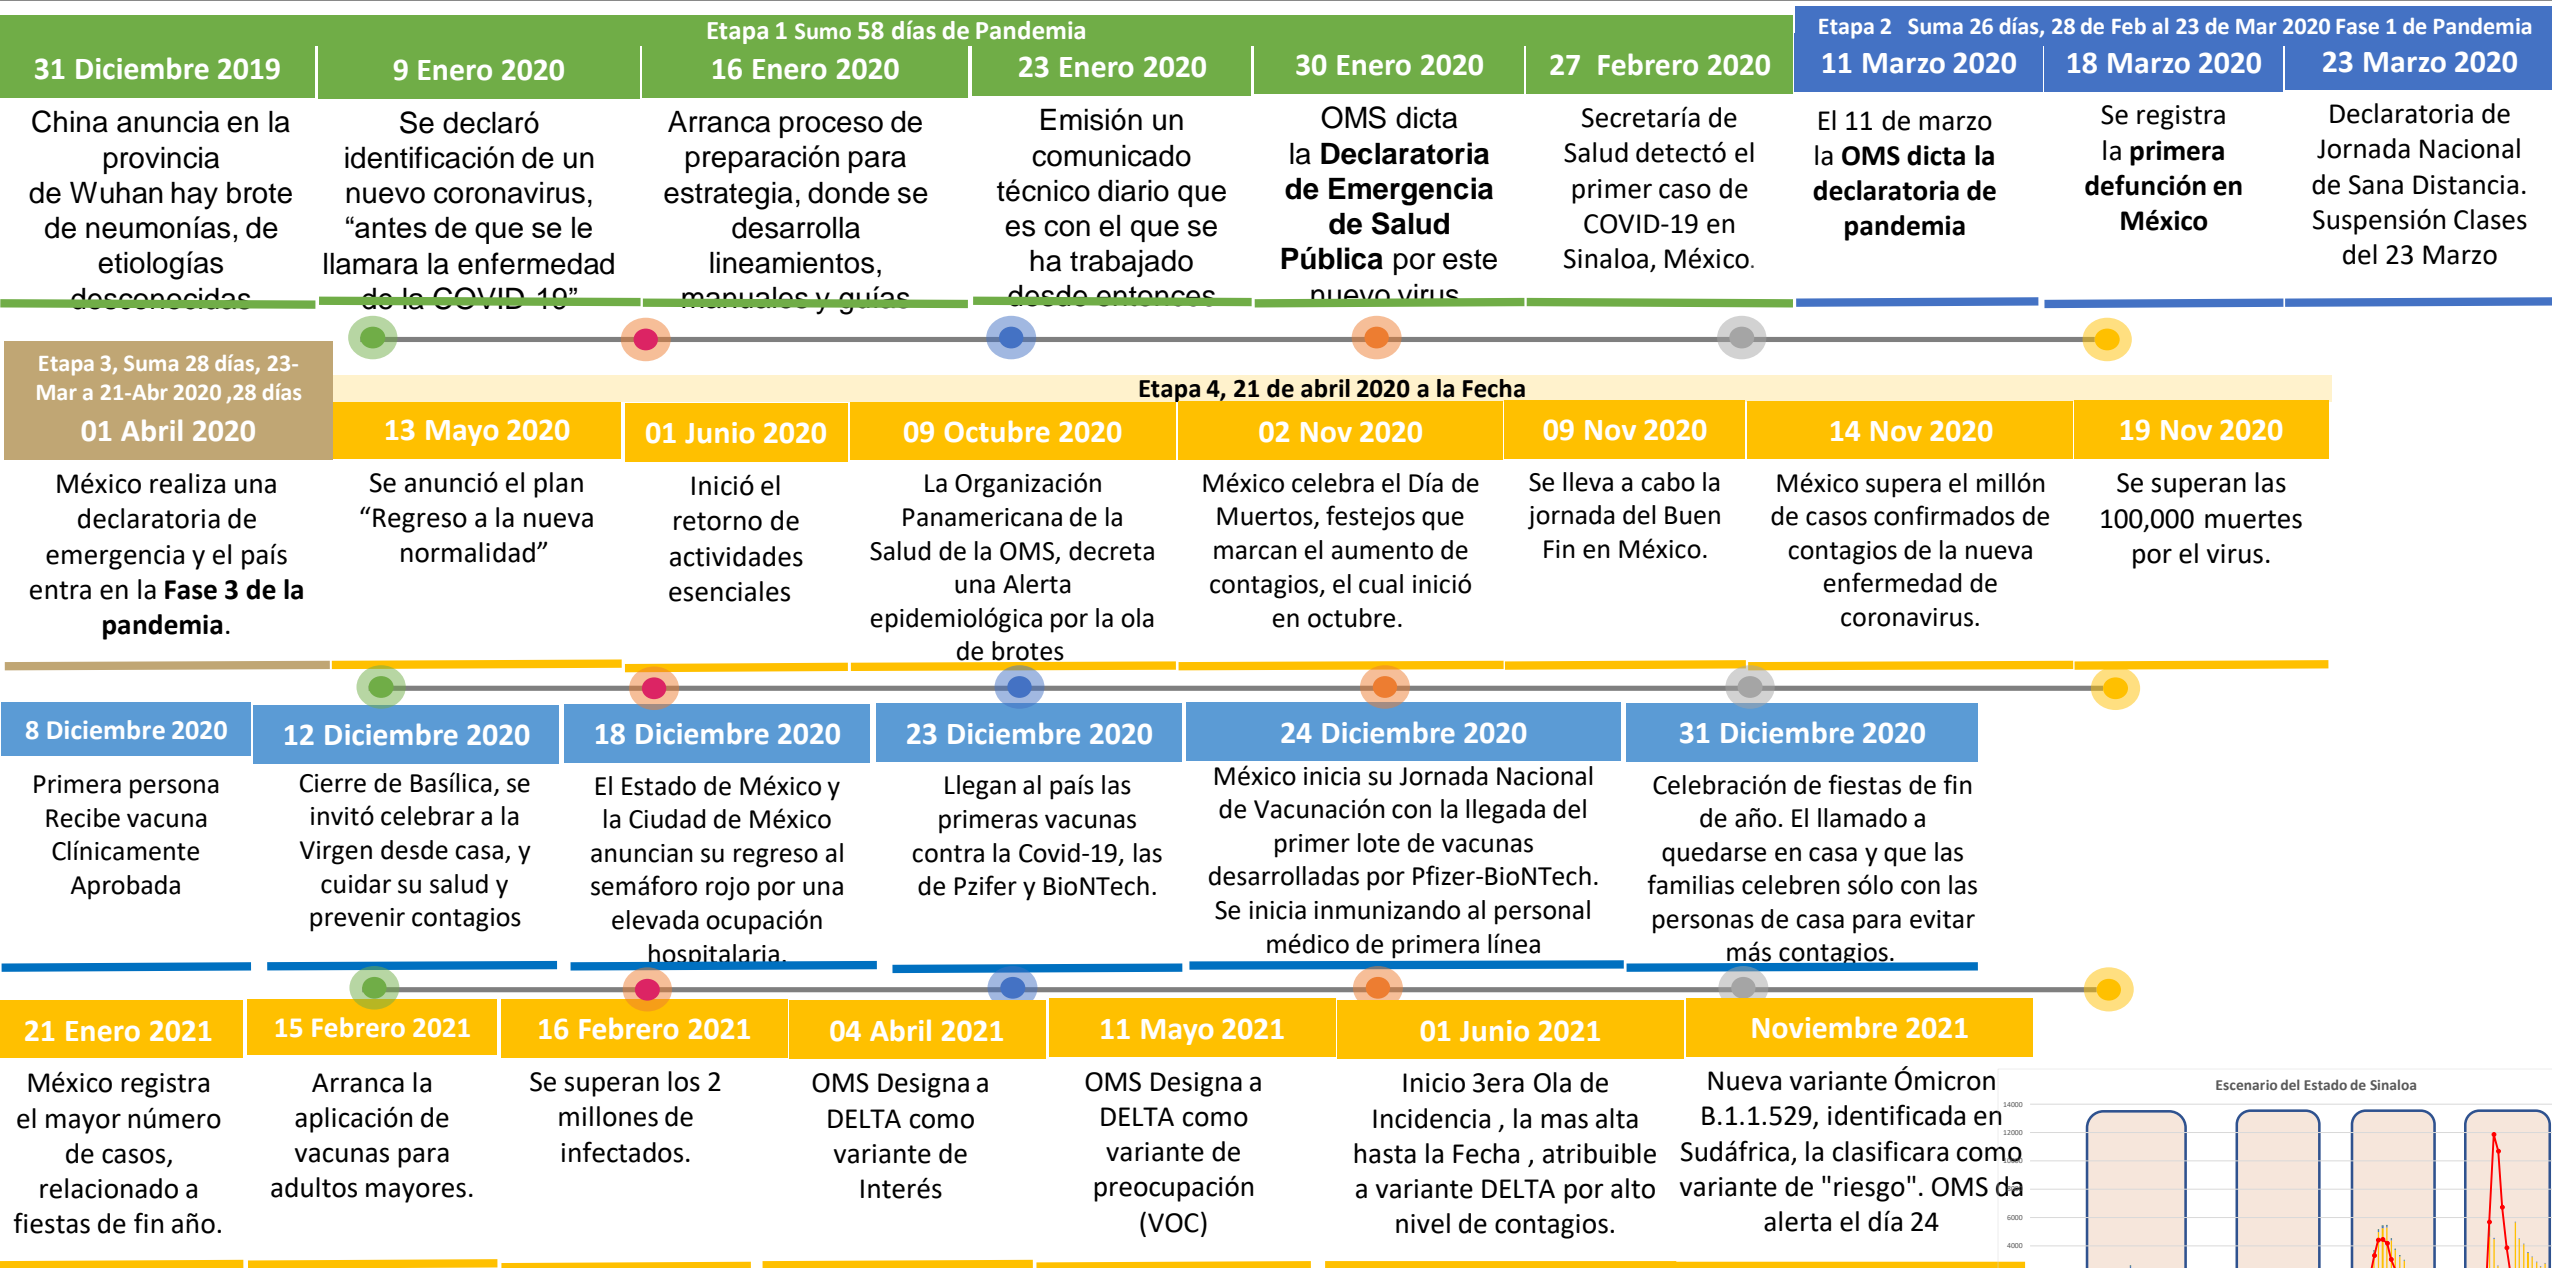 Etapa 1 Sumo 58 días de Pandemia
Etapa 2 Suma 26 días, 28 de Feb al 23 de Mar 2020 Fase 1 de Pandemia
31 Diciembre 2019
China anuncia en la
provincia
de Wuhan hay brote
de neumonías, de
etiologías
desconocidas
9 Enero 2020
Se declaró
identificación de un
nuevo coronavirus,
“antes de que se le
llamara la enfermedad
de la COVID-19”
16 Enero 2020
Arranca proceso de
preparación para
estrategia, donde se
desarrolla
lineamientos,
manuales y guías
23 Enero 2020
Emisión un
comunicado
técnico diario que
es con el que se
ha trabajado
desde entonces
30 Enero 2020
OMS dicta
la Declaratoria
de Emergencia
de Salud
Pública por este
nuevo virus
27 Febrero 2020
Secretaría de
Salud detectó el
primer caso de
COVID-19 en
Sinaloa, México.
11 Marzo 2020
El 11 de marzo
la OMS dicta la
declaratoria de
pandemia
18 Marzo 2020
Se registra
la primera
defunción en
México
23 Marzo 2020
Declaratoria de
Jornada Nacional
de Sana Distancia.
Suspensión Clases
del 23 Marzo
Etapa 3, Suma 28 días, 23-
Mar a 21-Abr 2020 ,28 días
01 Abril 2020
México realiza una
declaratoria de
emergencia y el país
entra en la Fase 3 de la
pandemia.
Etapa 4, 21 de abril 2020 a la Fecha
13 Mayo 2020
Se anunció el plan
“Regreso a la nueva
normalidad”
01 Junio 2020
Inició el
retorno de
actividades
esenciales
09 Octubre 2020
La Organización
Panamericana de la
Salud de la OMS, decreta
una Alerta
epidemiológica por la ola
de brotes
02 Nov 2020
México celebra el Día de
Muertos, festejos que
marcan el aumento de
contagios, el cual inició
en octubre.
09 Nov 2020
Se lleva a cabo la
jornada del Buen
Fin en México.
14 Nov 2020
México supera el millón
de casos confirmados de
contagios de la nueva
enfermedad de
coronavirus.
19 Nov 2020
Se superan las
100,000 muertes
por el virus.
8 Diciembre 2020
Primera persona
Recibe vacuna
Clínicamente
Aprobada
12 Diciembre 2020
Cierre de Basílica, se
invitó celebrar a la
Virgen desde casa, y
cuidar su salud y
prevenir contagios
18 Diciembre 2020
El Estado de México y
la Ciudad de México
anuncian su regreso al
semáforo rojo por una
elevada ocupación
hospitalaria.
23 Diciembre 2020
Llegan al país las
primeras vacunas
contra la Covid-19, las
de Pzifer y BioNTech.
24 Diciembre 2020
México inicia su Jornada Nacional
de Vacunación con la llegada del
primer lote de vacunas
desarrolladas por Pfizer-BioNTech.
Se inicia inmunizando al personal
médico de primera línea
31 Diciembre 2020
Celebración de fiestas de fin
de año. El llamado a
quedarse en casa y que las
familias celebren sólo con las
personas de casa para evitar
más contagios.
21 Enero 2021
México registra
el mayor número
de casos,
relacionado a
fiestas de fin año.
15 Febrero 2021
Arranca la
aplicación de
vacunas para
adultos mayores.
16 Febrero 2021
Se superan los 2
millones de
infectados.
04 Abril 2021
OMS Designa a
DELTA como
variante de
Interés
11 Mayo 2021
OMS Designa a
DELTA como
variante de
preocupación
(VOC)
01 Junio 2021
Inicio 3era Ola de
Incidencia , la mas alta
hasta la Fecha , atribuible
a variante DELTA por alto
nivel de contagios.
Noviembre 2021
Nueva variante Ómicron
B.1.1.529, identificada en
Sudáfrica, la clasificara como
variante de "riesgo". OMS da
alerta el día 24
Escenario del Estado de Sinaloa
14000
12000
6000
4000